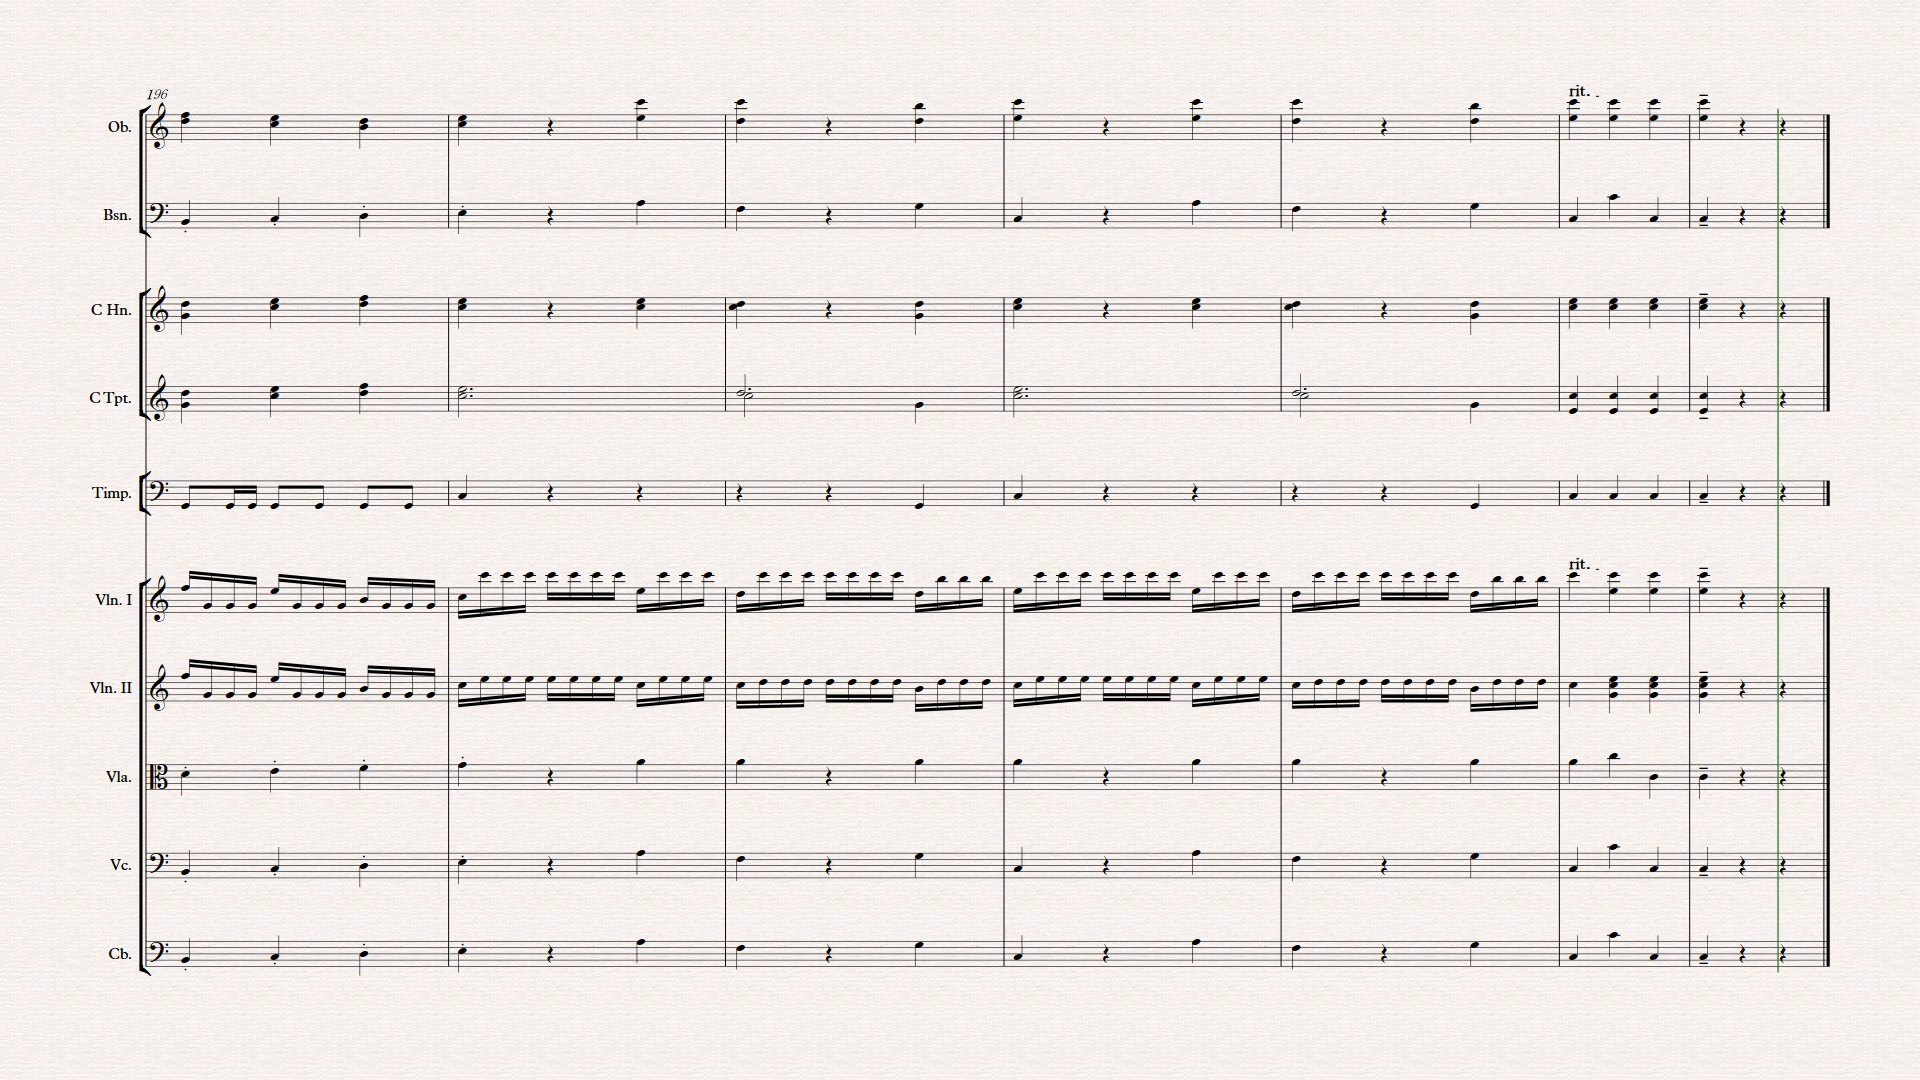 196
rit.
Ob.
Bsn.
C Hn.
C Tpt.
Timp.
rit.
Vln. I
Vln. II
Vla.
Vc.
Cb.